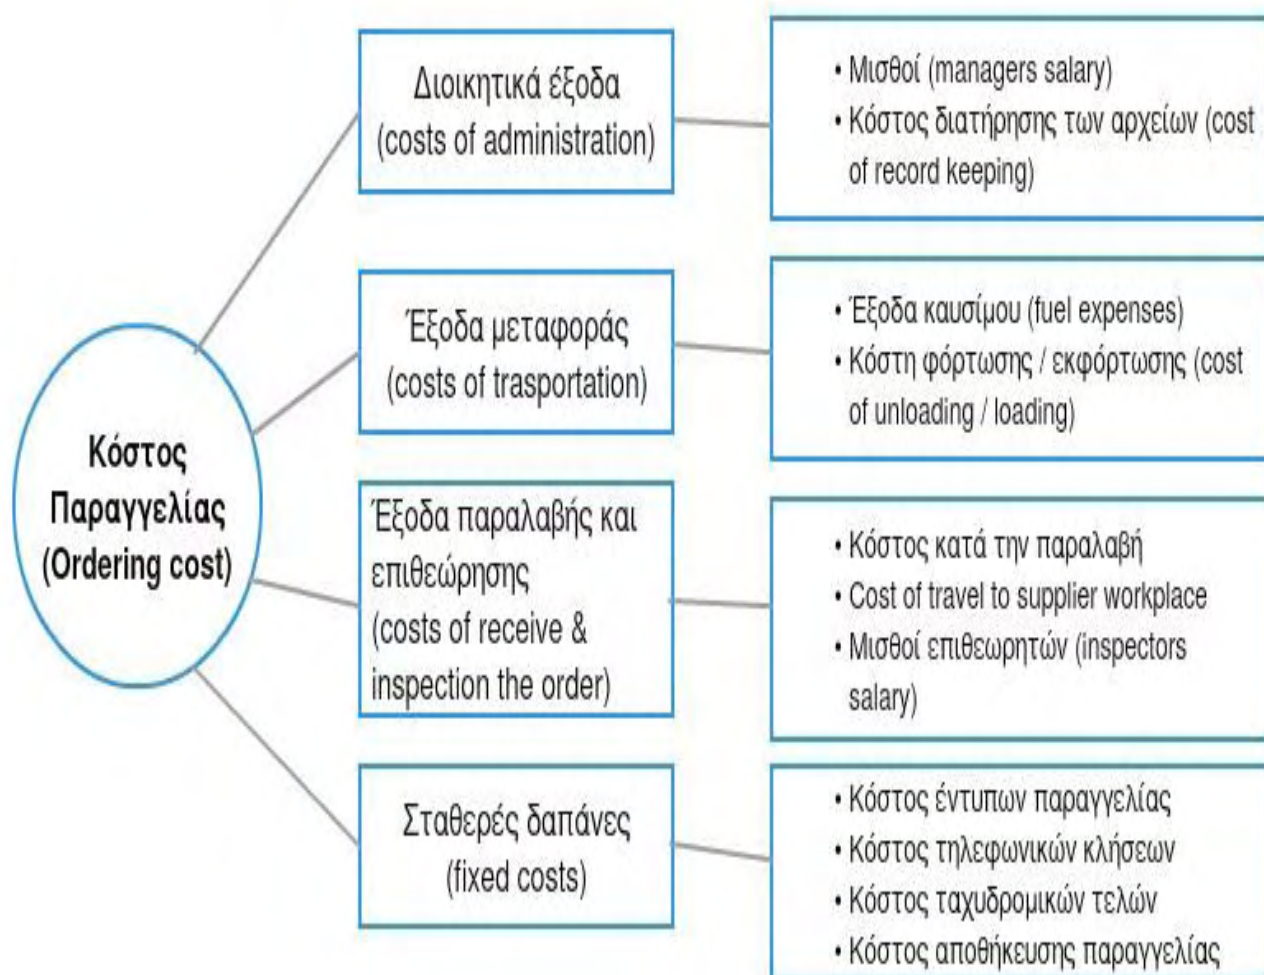 Διοικητικά έξοδα
(costs of administration)
• Μισθοί (managers salary)
• Κόστος διατήρησης των αρχείων (cost
of record keeping)
Έξοδα μεταφοράς
(costs of trasportation)
• Έξοδα καυσίμου (fuel expenses)
• Κόστη φόρτωσης / εκφόρτωσης (cost
of unloading / loading)
Κόστος
Παραγγελίας
(Ordering cost)
Έξοδα παραλαβής και
επιθεώρησης
(costs of receive &
inspection the order)
• Κόστος κατά την παραλαβή
• Cost of travel to supplier workplace
• Μισθοί επιθεωρητών (inspectors
salary)
Σταθερές δαπάνες
(fixed costs)
• Κόστος έντυπων παραγγελίας
• Κόστος τηλεφωνικών κλήσεων
• Κόστος ταχυδρομικών τελών
• Κόστος αποθήκευσης παραγγελίας